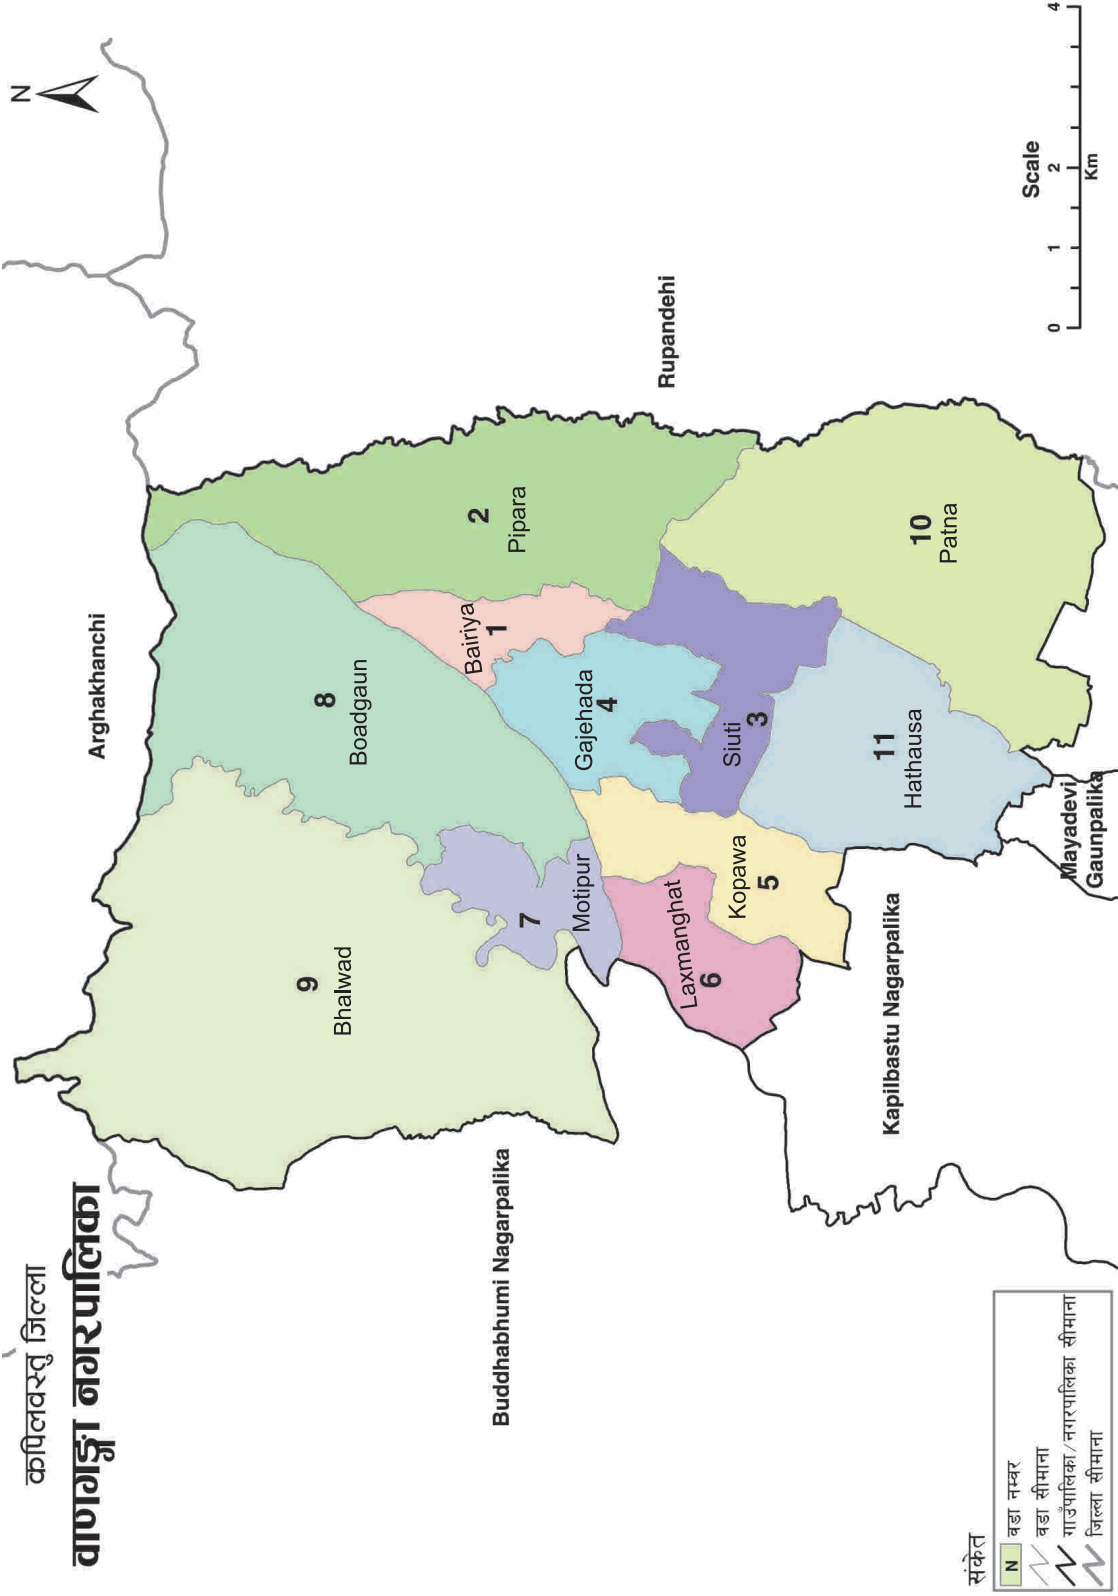 कपिलवस्तु जिल्ला
वाणगङ्गा नगरपालिका
N
Arghakhanchi
9
Bhalwad
8
Boadgaun
2
Pipara
Bairiya
1
7
Motipur
Gajehada
4
Rupandehi
Buddhabhumi Nagarpalika
Laxmanghat
6
Kopawa
5
Siuti
3
11
Hathausa
10
Patna
Kapilbastu Nagarpalika
Mayadevi
Gaunpalika
Scale
0 1 2 4
Km
संकेत
N वडा नम्बर
वडा सीमाना
गाउँपालिका/नगरपालिका सीमाना
जिल्ला सीमाना